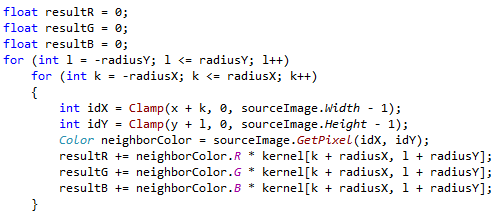 float resultR = 0;
float resultG = 0;
float resultB = 0;
for (int l = -radiusY; l <= radiusY; l++)
    for (int k = -radiusX; k <= radiusX; k++)
    {
        int idX = Clamp(x + k, 0, sourceImage.Width - 1);
        int idY = Clamp(y + l, 0, sourceImage.Height - 1);
        Color neighborColor = sourceImage.GetPixel(idX, idY);
        resultR += neighborColor.R * kernel[k + radiusX, l + radiusY];
        resultG += neighborColor.G * kernel[k + radiusX, l + radiusY];
        resultB += neighborColor.B * kernel[k + radiusX, l + radiusY];
    }